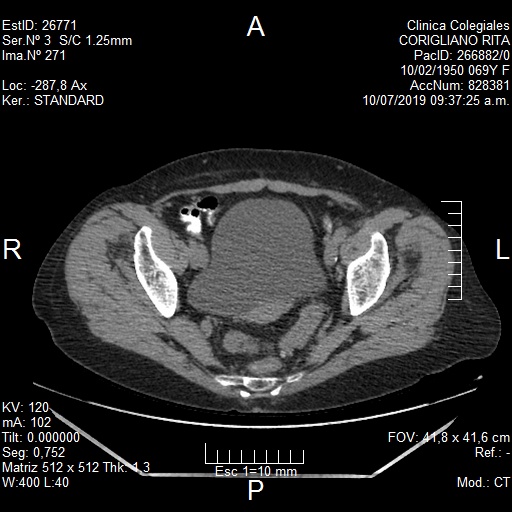 EstID: 26771
Ser.Nº 3 S/C 1.25mm
Ima.Nº 271
Loc: -287,8 Ax
Ker.: STANDARD
A
Clinica Colegiales
CORIGLIANO RITA
PacID: 266882/0
10/02/1950 069Y F
AccNum: 828381
10/07/2019 09:37:25 a.m.
R
L
KV: 120
mA: 102
Tilt: 0.000000
Seg: 0,752
Matriz 512 x 512 Thk: 1.3
W:400 L:40
Esc 1=10 mm
P
FOV: 41,8 x 41,6 cm
Ref.: -
Mod.: CT